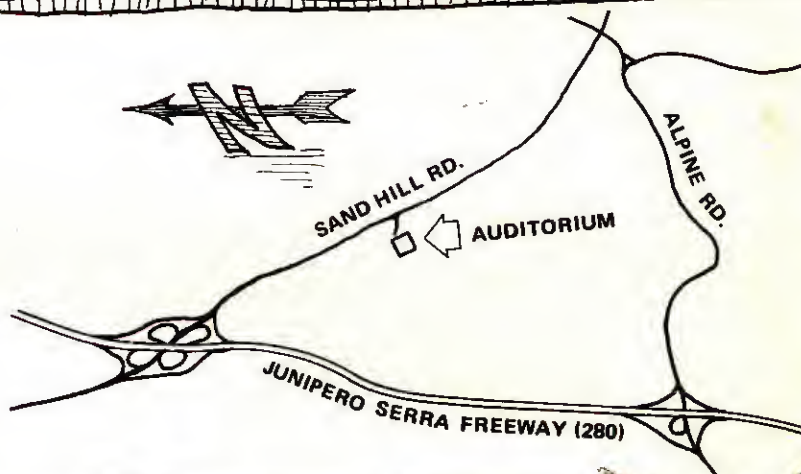 N
SAND HILL RD.
ALPINE RD.
AUDITORIUM
JUNIPERO SERRA FREEWAY (280)